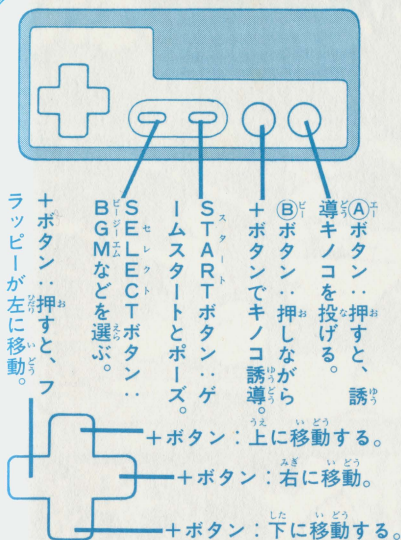 Ⓐボタン：押すと、誘
導キノコを投げる。
Ⓑボタン：押しながら
＋ボタンでキノコ誘導。
STARTボタン：ゲ
ームスタートとポーズ。
SELECTボタン：
BGMなどを選ぶ。
＋ボタン：押すと、フ
ラッピーが左に移動。
＋ボタン：上に移動する。
＋ボタン：右に移動。
＋ボタン：下に移動する。